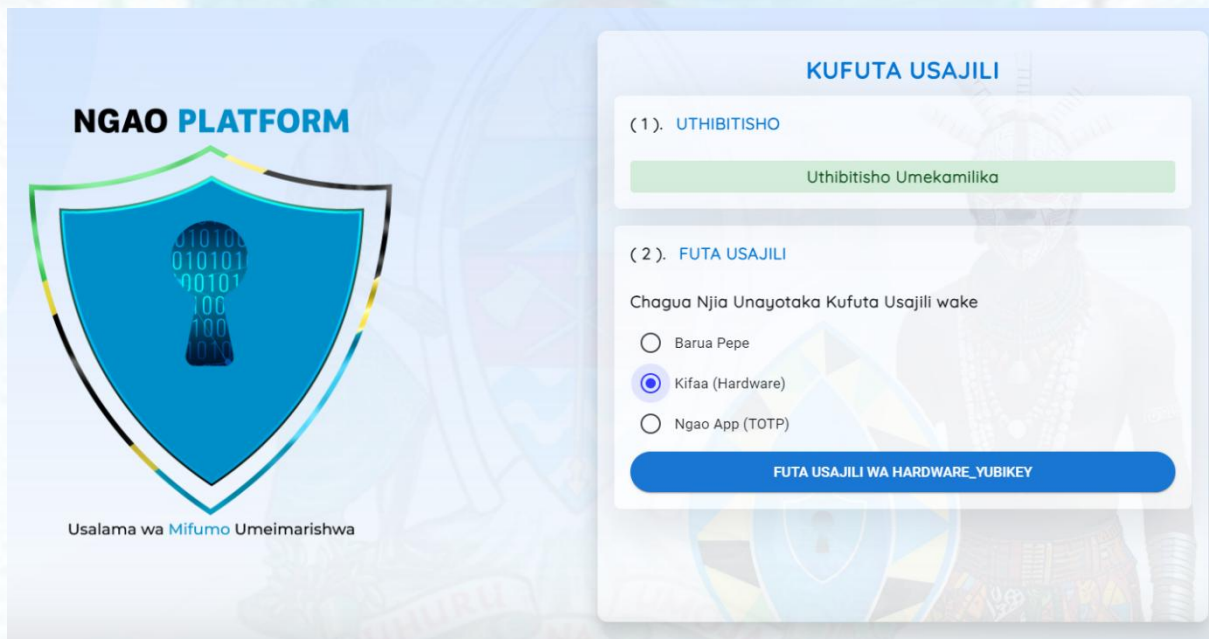 NGAO PLATFORM
Usalama wa Mifumo Umeimarishwa
KUFUTA USAJILI
( 1 ). UTHIBITISHO
Uthibitisho Umekamilika
( 2 ). FUTA USAJILI
Chagua Njia Unayotaka Kufuta Usajili wake
Barua Pepe
Kifaa (Hardware)
Ngao App (TOTP)
FUTA USAJILI WA HARDWARE_YUBIKEY